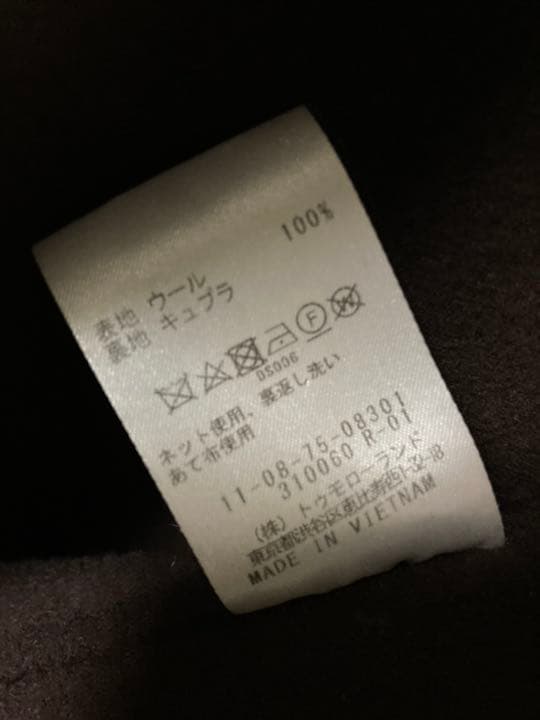 100%
表地 ウール
裏地 キュプラ
F W
DS006
ネット使用、裏返し洗い
あて布使用
11-08-75-08301
310060 R-01
(株) トゥモローランド
東京都渋谷区恵比寿西1-32-18
MADE IN VIETNAM